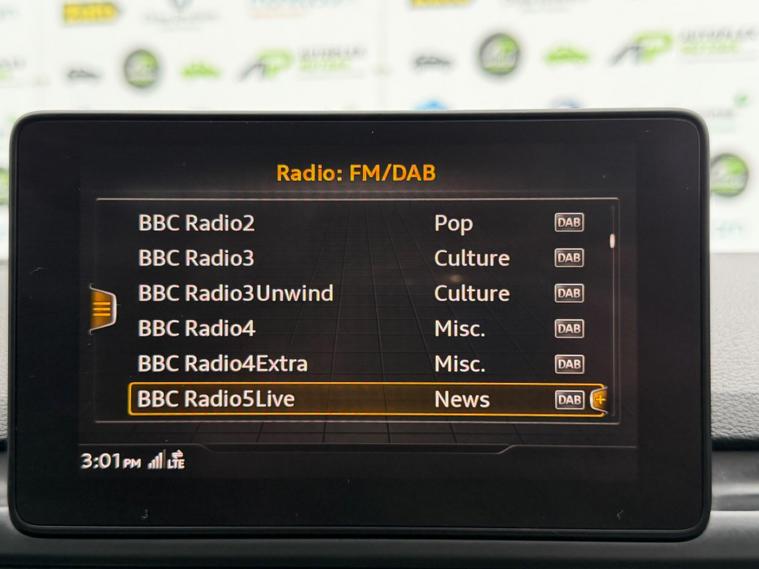 Radio: FM/DAB
BBC Radio2 Pop DAB
BBC Radio3 Culture DAB
BBC Radio3Unwind Culture DAB
BBC Radio4 Misc. DAB
BBC Radio4Extra Misc. DAB
BBC Radio5Live News DAB
3:01PM LTE